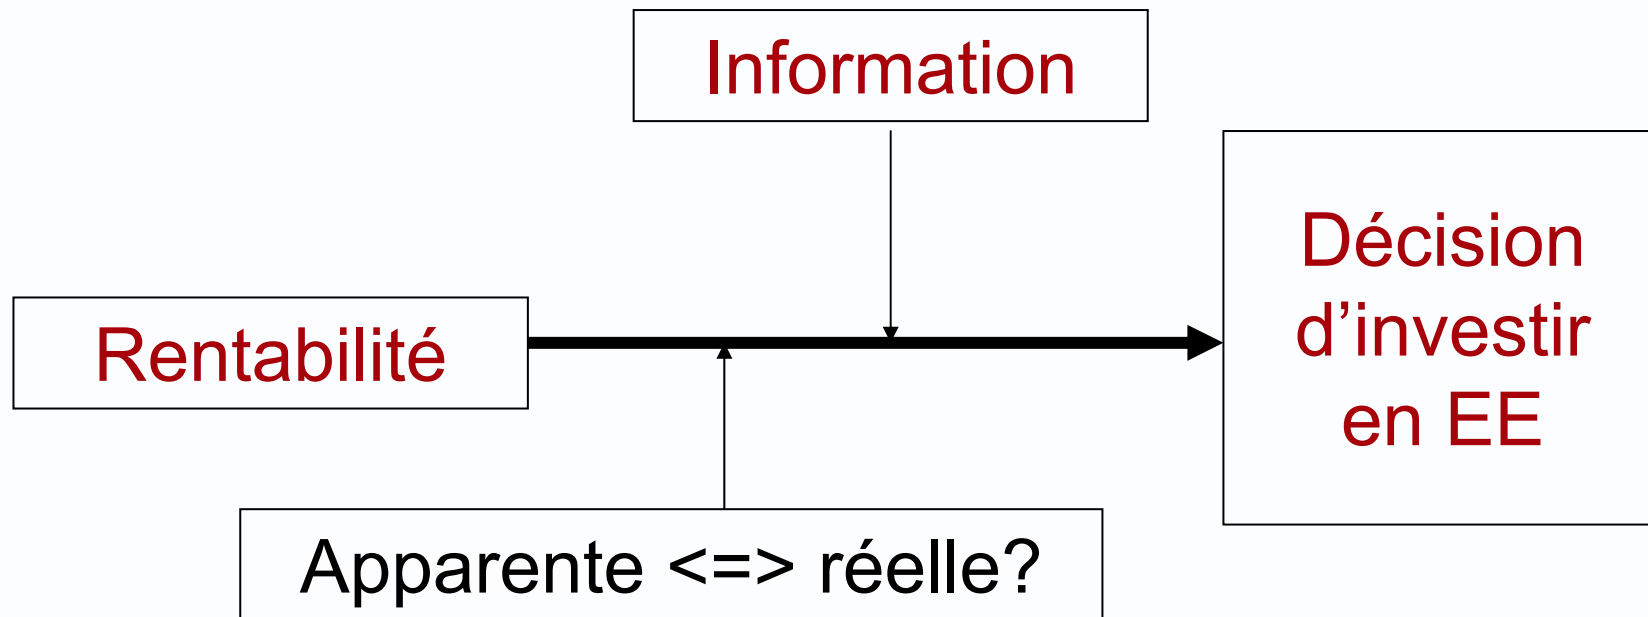 Information
Rentabilité
Décision
d’investir
en EE
Apparente <=> réelle?